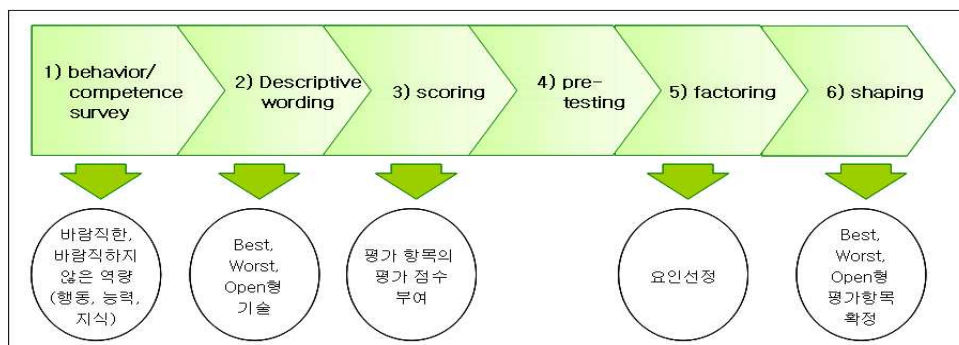 1) behavior/
competence
survey
2) Descriptive
wording
3) scoring
4) pre-
testing
5) factoring
6) shaping
바람직한,
바람직하지
않은 역량
(행동, 능력,
지식)
Best,
Worst,
Open형
기술
평가 항목의
평가 점수
부여
요인선정
Best,
Worst,
Open형
평가항목
확정